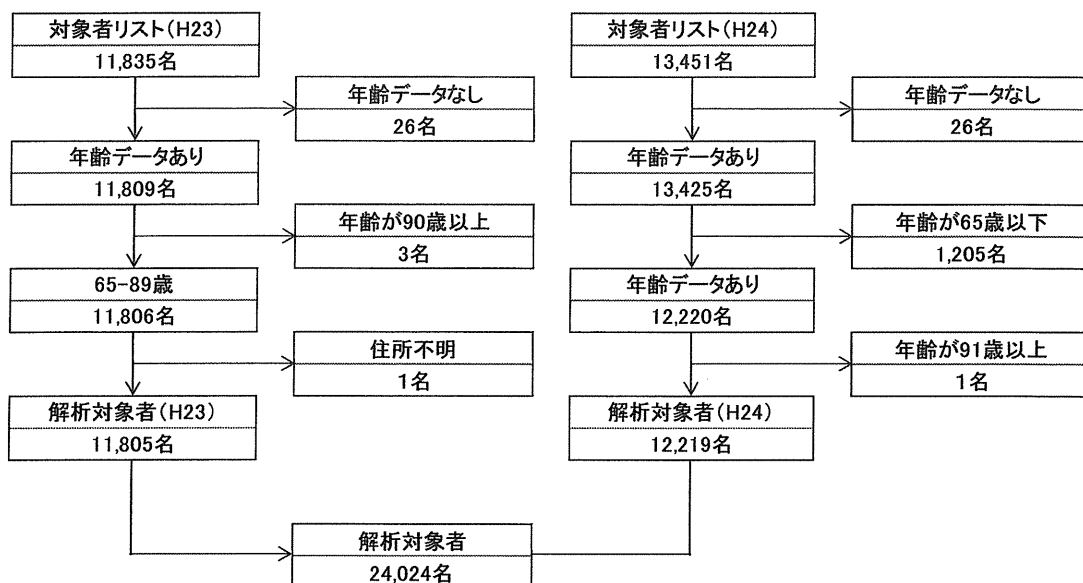 対象者リスト(H23)
11,835名
年齢データなし
26名
年齢データあり
11,809名
年齢が90歳以上
3名
65-89歳
11,806名
住所不明
1名
解析対象者(H23)
11,805名
対象者リスト(H24)
13,451名
年齢データなし
26名
年齢データあり
13,425名
年齢が65歳以下
1,205名
年齢データあり
12,220名
年齢が91歳以上
1名
解析対象者(H24)
12,219名
解析対象者
24,024名